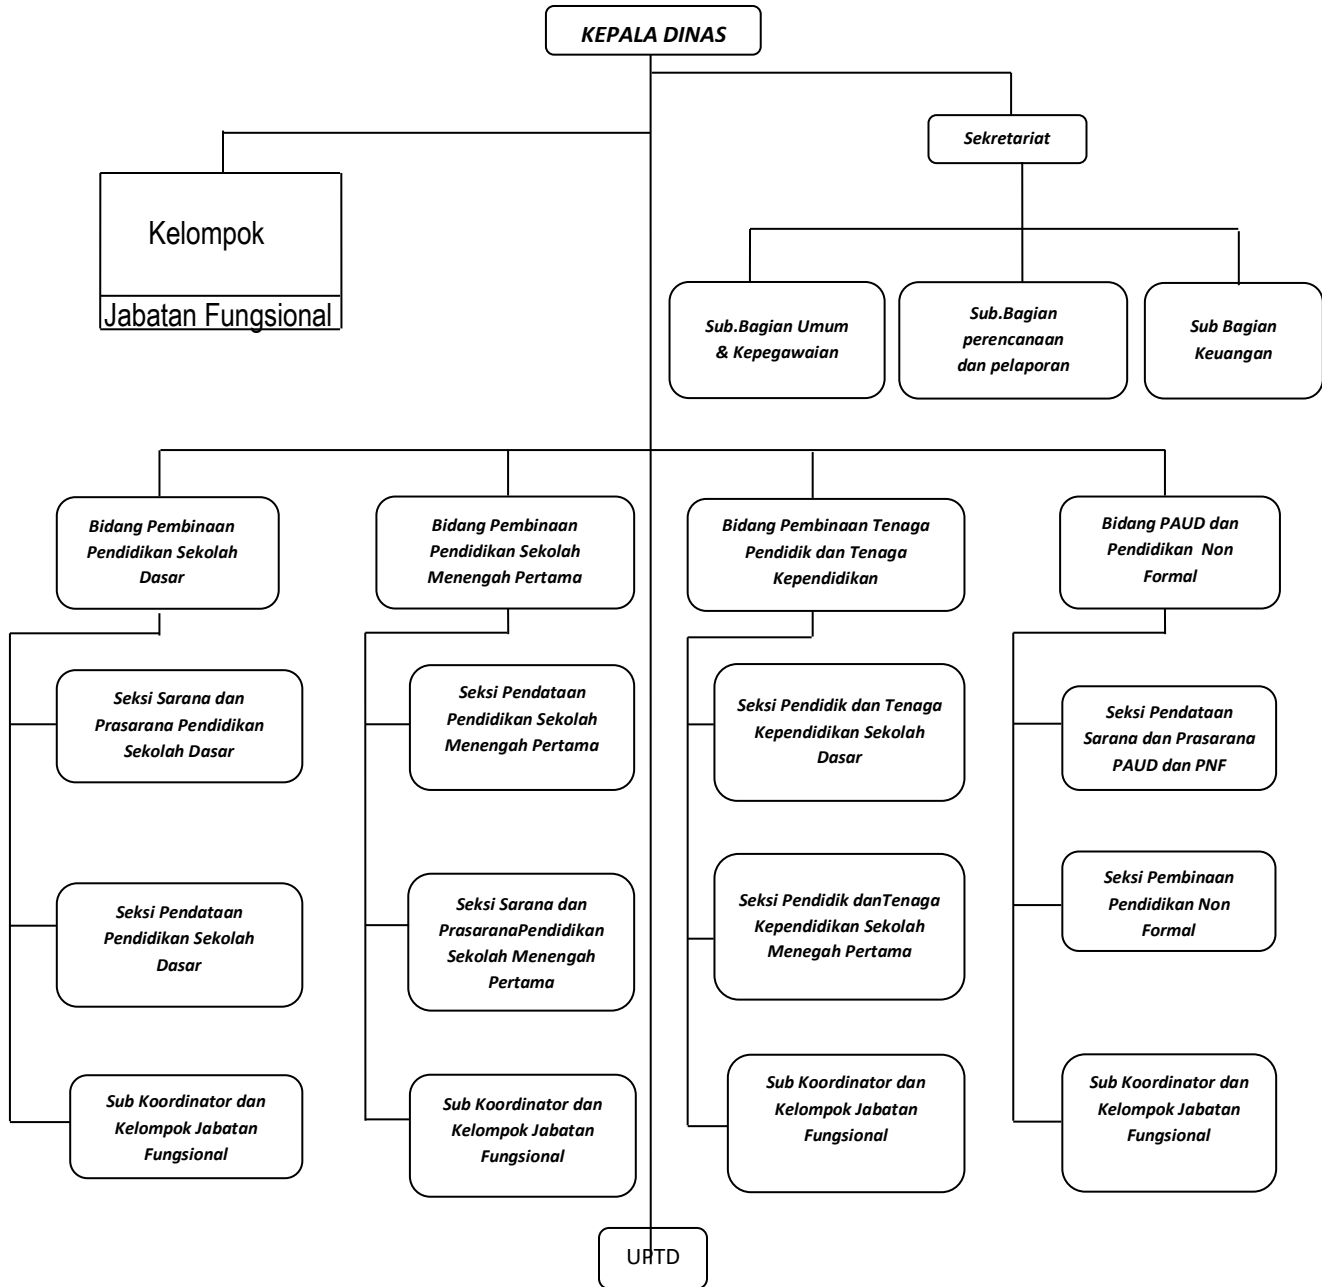 KEPALA DINAS
Sekretariat
Kelompok
Jabatan Fungsional
Sub.Bagian Umum
& Kepegawaian
Sub.Bagian
perencanaan
dan pelaporan
Sub Bagian
Keuangan
Bidang Pembinaan
Pendidikan Sekolah
Dasar
Bidang Pembinaan
Pendidikan Sekolah
Menengah Pertama
Bidang Pembinaan Tenaga
Pendidik dan Tenaga
Kependidikan
Bidang PAUD dan
Pendidikan  Non
Formal
Seksi Sarana dan
Prasarana Pendidikan
Sekolah Dasar
Seksi Pendataan
Pendidikan Sekolah
Menengah Pertama
Seksi Pendidik dan Tenaga
Kependidikan Sekolah
Dasar
Seksi Pendataan
Sarana dan Prasarana
PAUD dan PNF
Seksi Pendataan
Pendidikan Sekolah
Dasar
Seksi Sarana dan
PrasaranaPendidikan
Sekolah Menengah
Pertama
Seksi Pendidik danTenaga
Kependidikan Sekolah
Menegah Pertama
Seksi Pembinaan
Pendidikan Non
Formal
Sub Koordinator dan
Kelompok Jabatan
Fungsional
Sub Koordinator dan
Kelompok Jabatan
Fungsional
Sub Koordinator dan
Kelompok Jabatan
Fungsional
Sub Koordinator dan
Kelompok Jabatan
Fungsional
UPTD